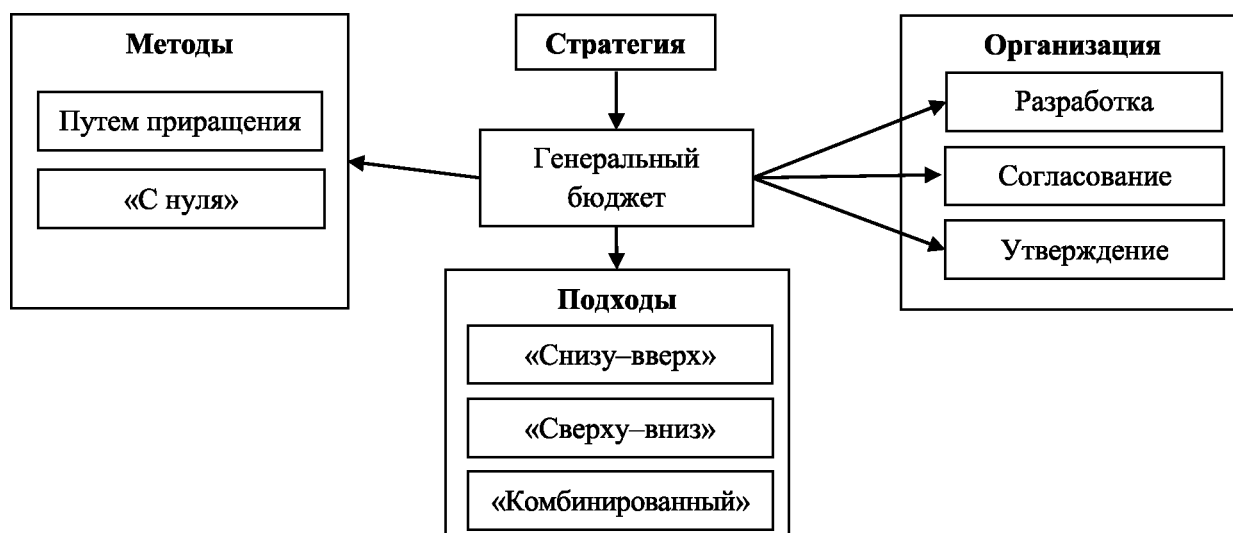 Методы
Путем приращения
«С нуля»
Стратегия
Генеральный
бюджет
Подходы
«Снизу–вверх»
«Сверху–вниз»
«Комбинированный»
Организация
Разработка
Согласование
Утверждение